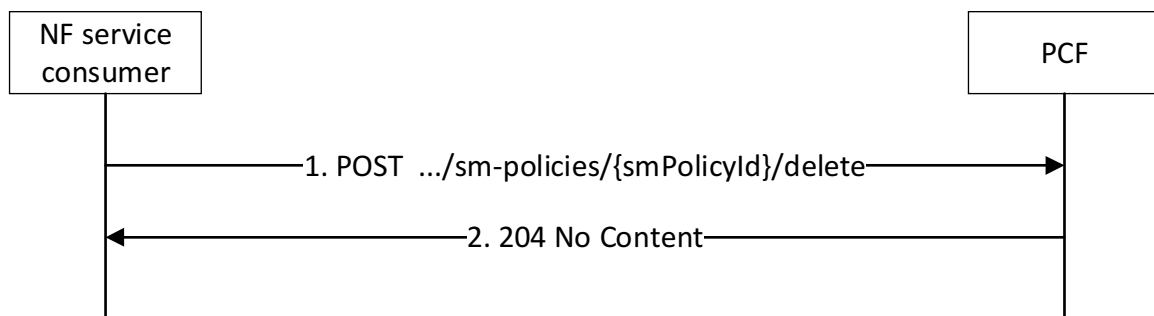 NF service
consumer
PCF
1. POST .../sm-policies/{smPolicyId}/delete
2. 204 No Content